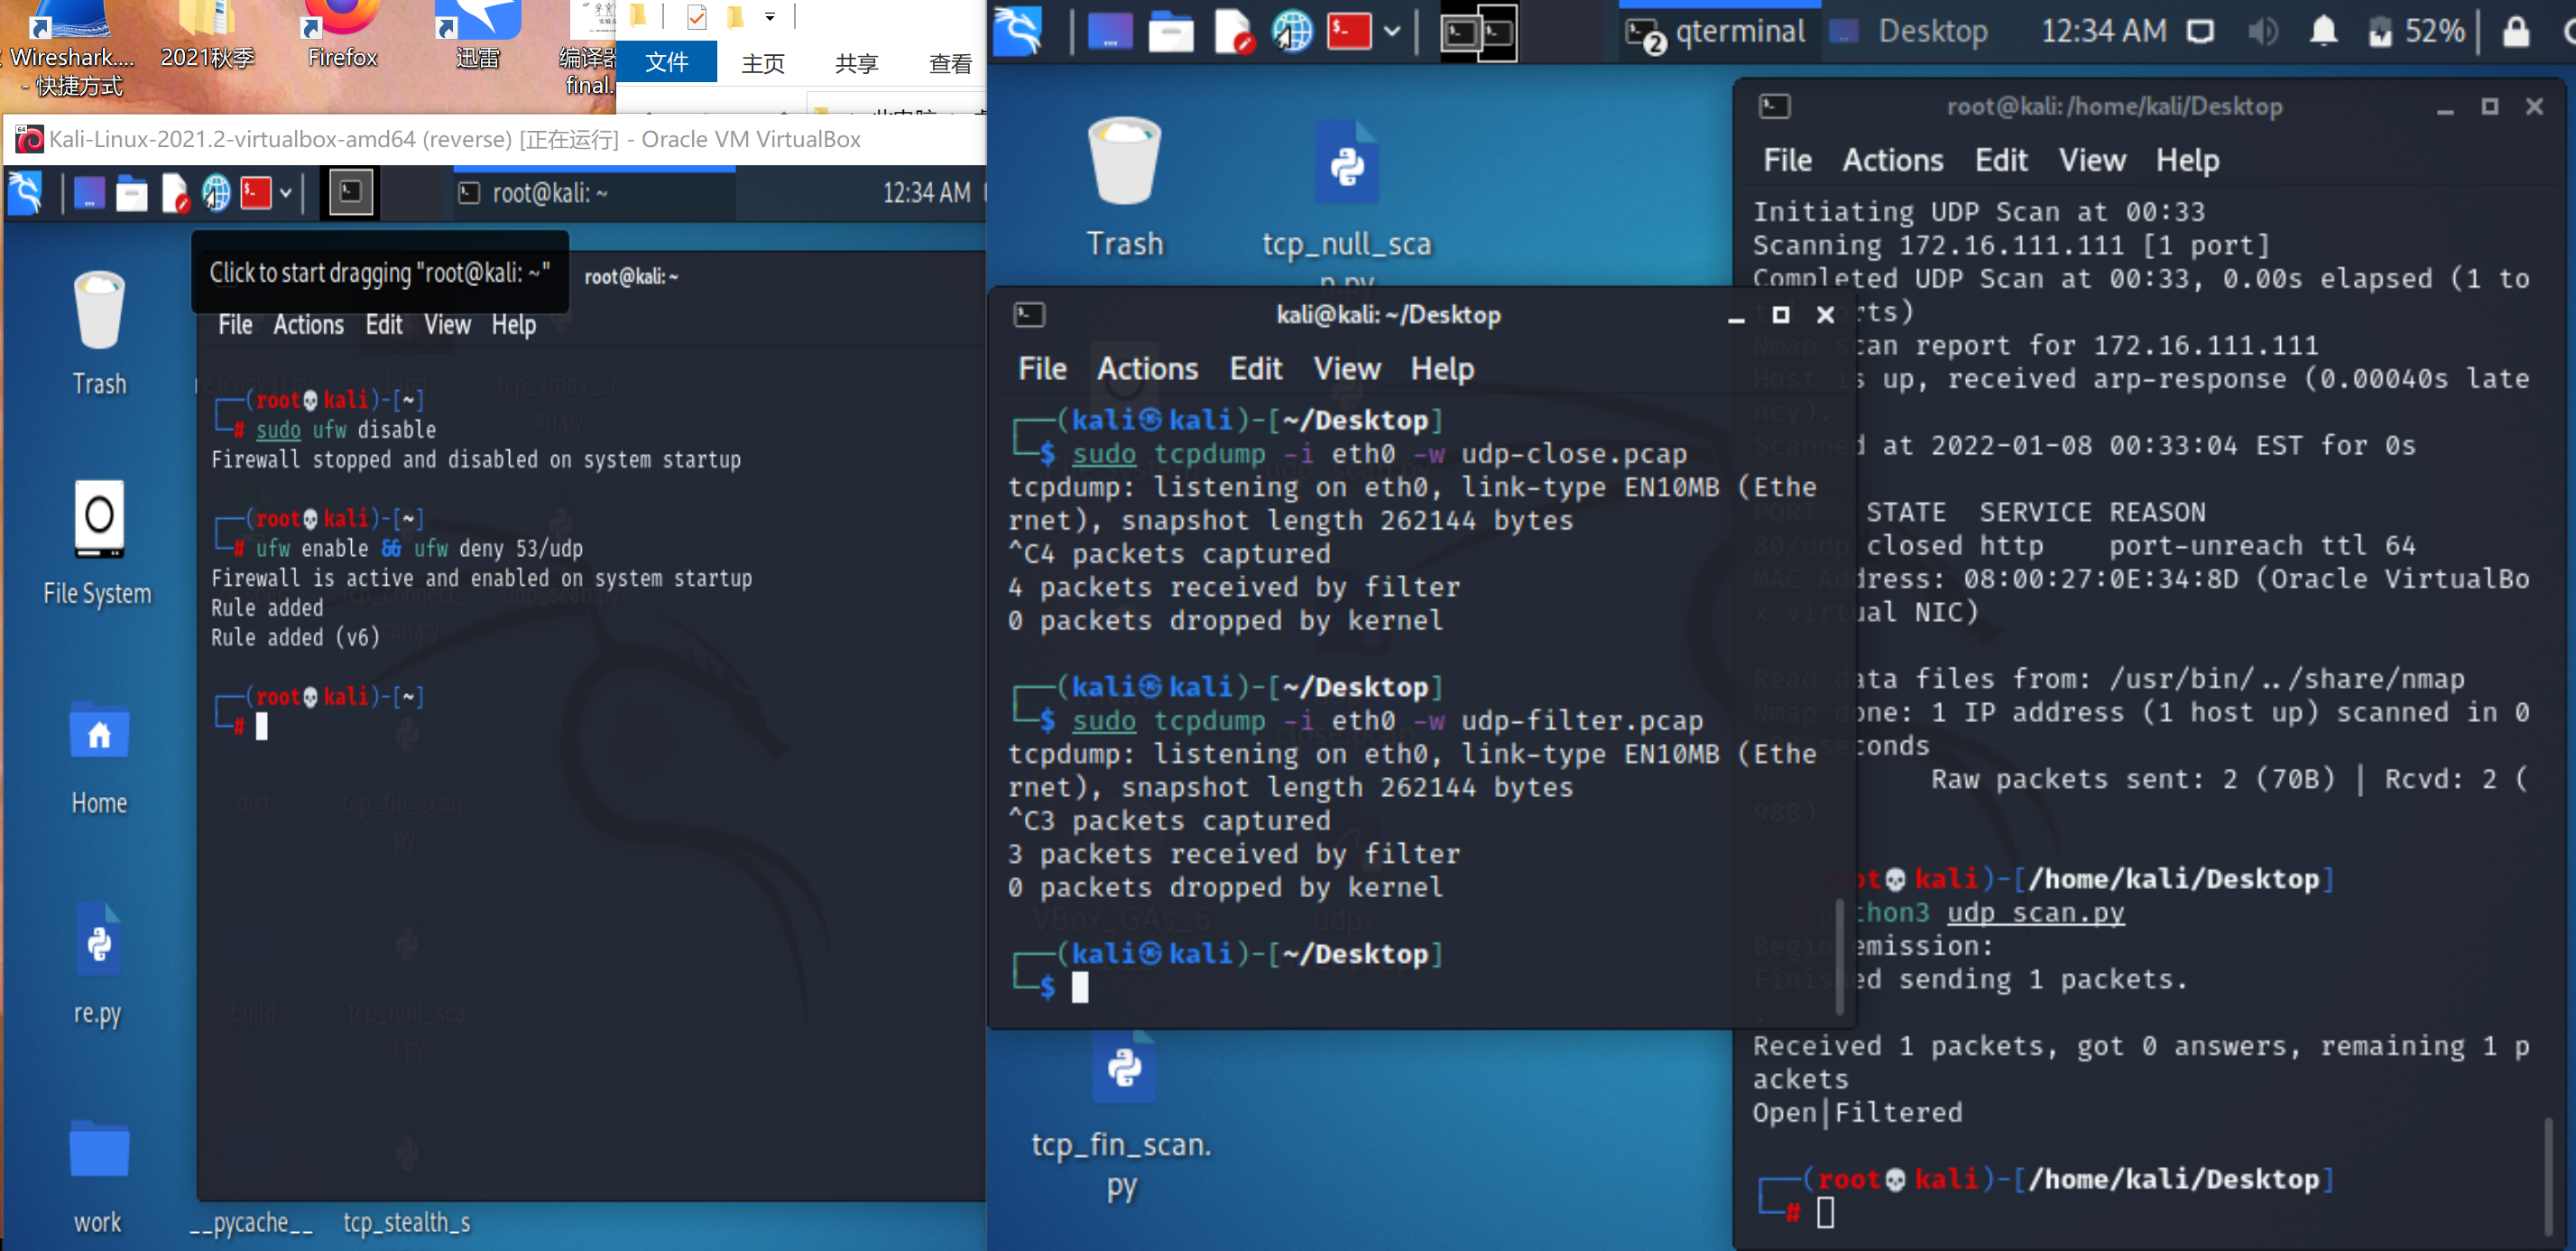 Wireshark....
- 快捷方式
2021秋季
Firefox
迅雷
编译器
final.
文件
主页
共享
查看
Kali-Linux-2021.2-virtualbox-amd64 (reverse) [正在运行] - Oracle VM VirtualBox
root@kali: ~
12:34 AM
Click to start dragging "root@kali: ~"
root@kali: ~
File Actions Edit View Help
Trash
File System
Home
re.py
work
__pycache__
tcp_stealth_s
┌──(root💀kali)-[~]
└─# sudo ufw disable
Firewall stopped and disabled on system startup
┌──(root💀kali)-[~]
└─# ufw enable && ufw deny 53/udp
Firewall is active and enabled on system startup
Rule added
Rule added (v6)
┌──(root💀kali)-[~]
└─#
2 qterminal
Desktop
12:34 AM
52%
Trash
tcp_null_sca
n.py
kali@kali: ~/Desktop
File Actions Edit View Help
┌──(kali㉿kali)-[~/Desktop]
└─$ sudo tcpdump -i eth0 -w udp-close.pcap
tcpdump: listening on eth0, link-type EN10MB (Ethe
rnet), snapshot length 262144 bytes
^C4 packets captured
4 packets received by filter
0 packets dropped by kernel
┌──(kali㉿kali)-[~/Desktop]
└─$ sudo tcpdump -i eth0 -w udp-filter.pcap
tcpdump: listening on eth0, link-type EN10MB (Ethe
rnet), snapshot length 262144 bytes
^C3 packets captured
3 packets received by filter
0 packets dropped by kernel
┌──(kali㉿kali)-[~/Desktop]
└─$
tcp_fin_scan.
py
root@kali: /home/kali/Desktop
File Actions Edit View Help
Initiating UDP Scan at 00:33
Scanning 172.16.111.111 [1 port]
Completed UDP Scan at 00:33, 0.00s elapsed (1 to
rts)
Nmap scan report for 172.16.111.111
Host is up, received arp-response (0.00040s late
ncy).
Scanned at 2022-01-08 00:33:04 EST for 0s
PORT STATE SERVICE REASON
80/udp closed http port-unreach ttl 64
MAC Address: 08:00:27:0E:34:8D (Oracle VirtualBo
x virtual NIC)
Read data files from: /usr/bin/../share/nmap
Nmap done: 1 IP address (1 host up) scanned in 0
seconds
Raw packets sent: 2 (70B) | Rcvd: 2 (
98B)
ot💀kali)-[/home/kali/Desktop]
python3 udp_scan.py
Begin emission:
Finished sending 1 packets.
.
Received 1 packets, got 0 answers, remaining 1 p
ackets
Open|Filtered
┌──(root💀kali)-[/home/kali/Desktop]
└─#